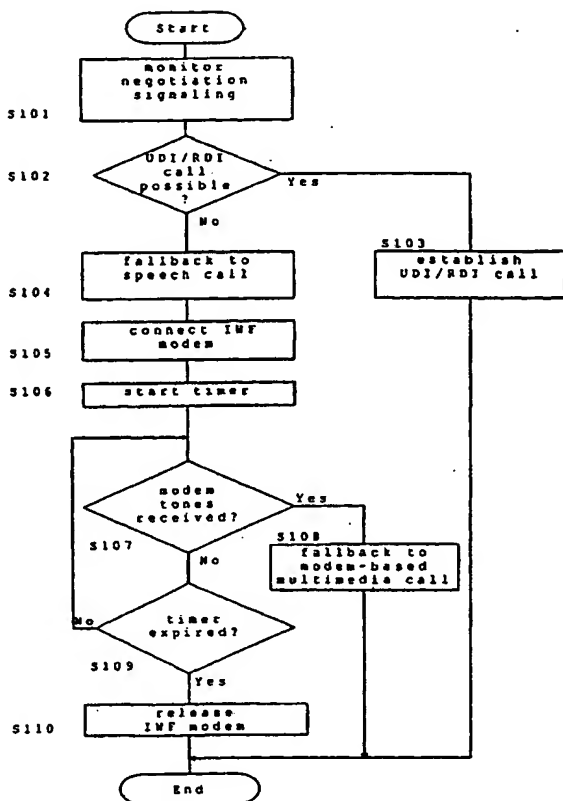 Start
monitor
negotiation
signaling
S101
UDI/RDI
call
possible
?
S102
Yes
No
S103
establish
UDI/RDI call
fallback to
speech call
S104
connect IWF
modem
S105
start timer
S106
modem
tones
received?
Yes
S107
No
S108
fallback to
modem-based
multimedia call
timer
expired?
No
S109
Yes
release
IWF modem
S110
End